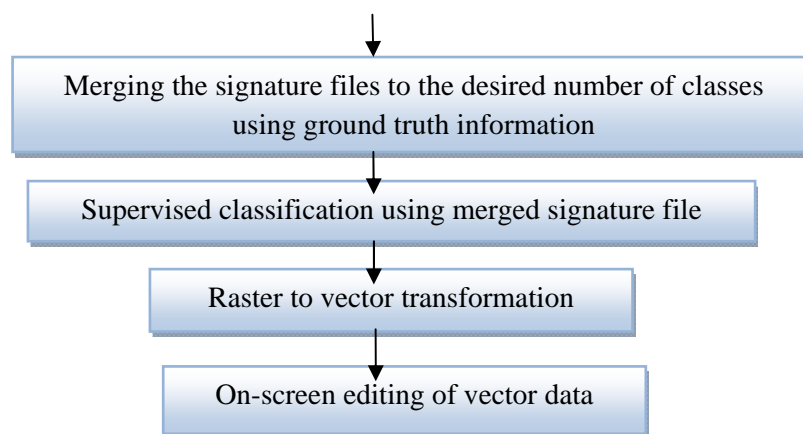 Merging the signature files to the desired number of classes
using ground truth information
Supervised classification using merged signature file
Raster to vector transformation
On-screen editing of vector data